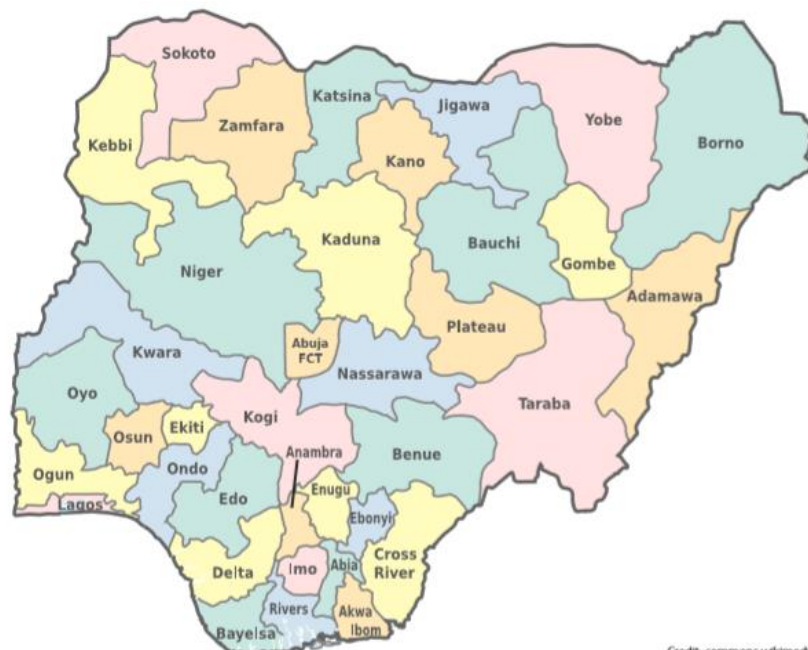 Sokoto
Katsina
Jigawa
Yobe
Zamfara
Borno
Kebbi
Kano
Kaduna
Bauchi
Gombe
Niger
Adamawa
Plateau
Abuja
FCT
Kwara
Nassarawa
Oyo
Taraba
Kogi
Osun
Ekiti
Anambra
Benue
Ogun
Ondo
Enugu
Edo
Lagos
Ebonyi
Delta
Imo
Abia
Cross
River
Rivers
Akwa
Ibom
Bayelsa